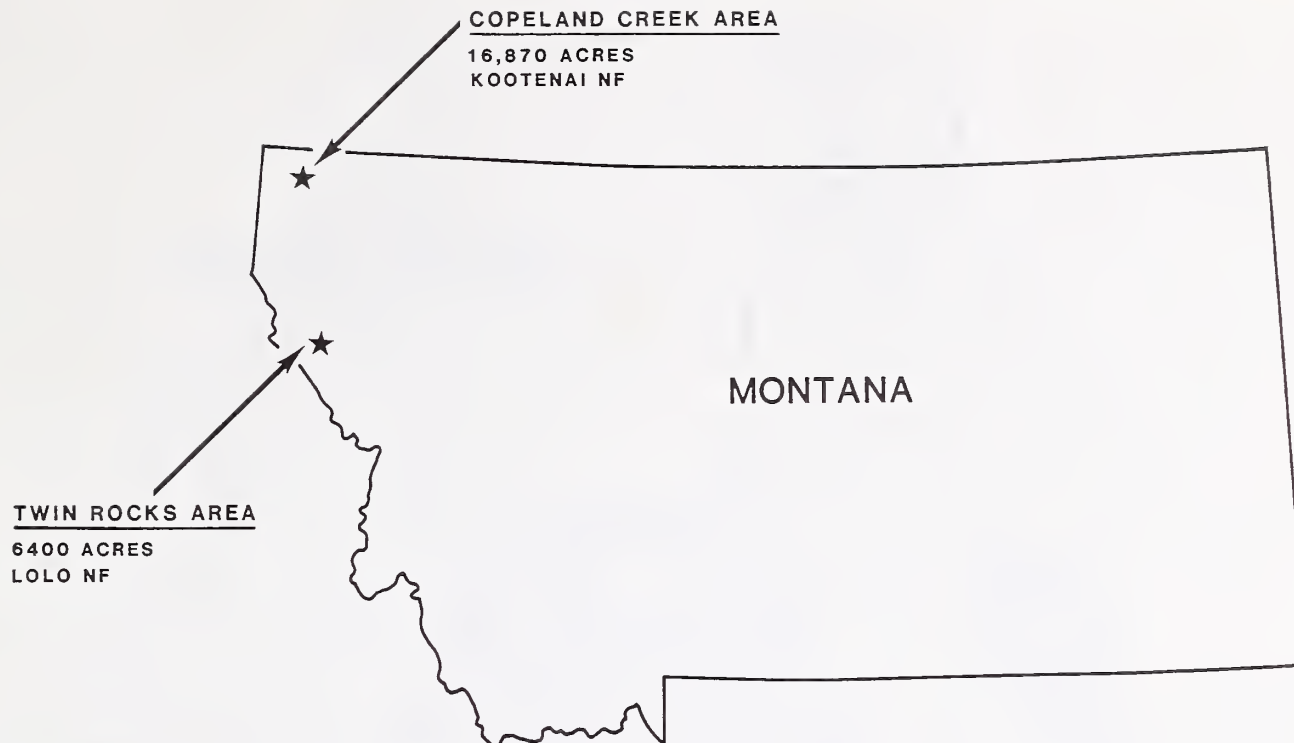 COPELAND CREEK AREA
16,870 ACRES
KOOTENAI NF
MONTANA
TWIN ROCKS AREA
6400 ACRES
LOLO NF